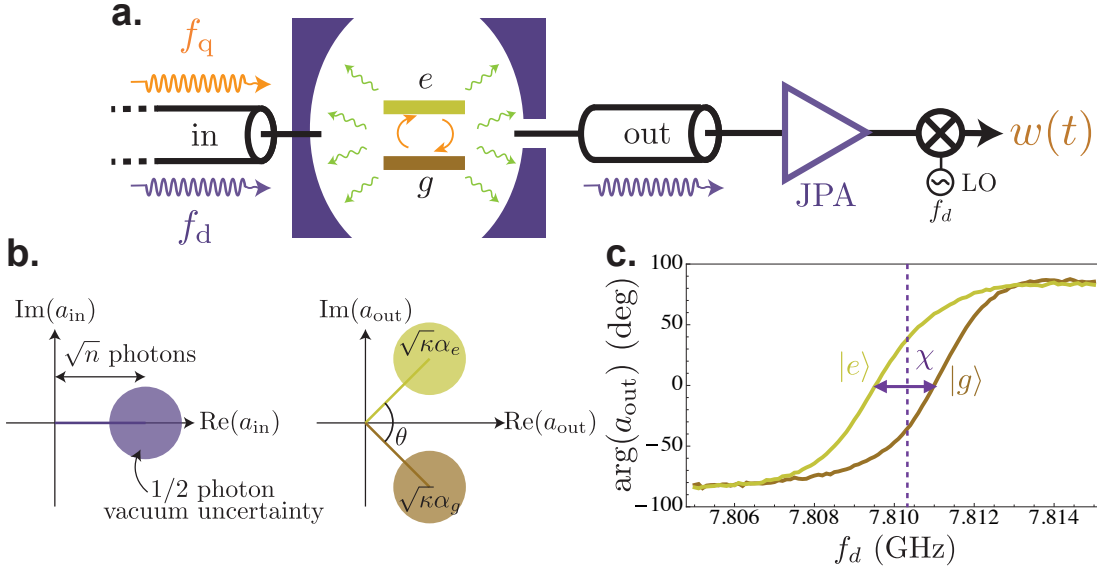 a.
f_q
e
in
out
w(t)
g
JPA
LO
f_d
f_d
b.
c.
Im(a_in)
√n photons
Re(a_in)
1/2 photon
vacuum uncertainty
Im(a_out)
√κα_e
θ
Re(a_out)
√κα_g
arg(a_out) (deg)
100
50
0
−50
−100
|e⟩
χ
|g⟩
7.806
7.808
7.810
7.812
7.814
f_d (GHz)